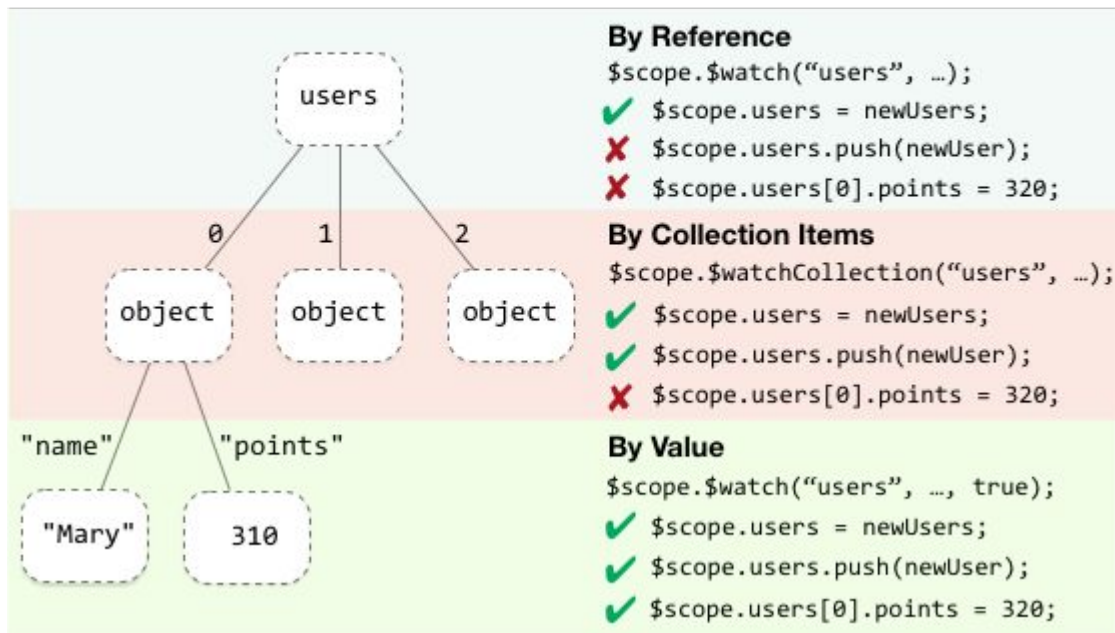 users
0 1 2
object object object
"name" "points"
"Mary" 310
By Reference
$scope.$watch(“users”, …);
✔ $scope.users = newUsers;
✘ $scope.users.push(newUser);
✘ $scope.users[0].points = 320;
By Collection Items
$scope.$watchCollection(“users”, …);
✔ $scope.users = newUsers;
✔ $scope.users.push(newUser);
✘ $scope.users[0].points = 320;
By Value
$scope.$watch(“users”, …, true);
✔ $scope.users = newUsers;
✔ $scope.users.push(newUser);
✔ $scope.users[0].points = 320;